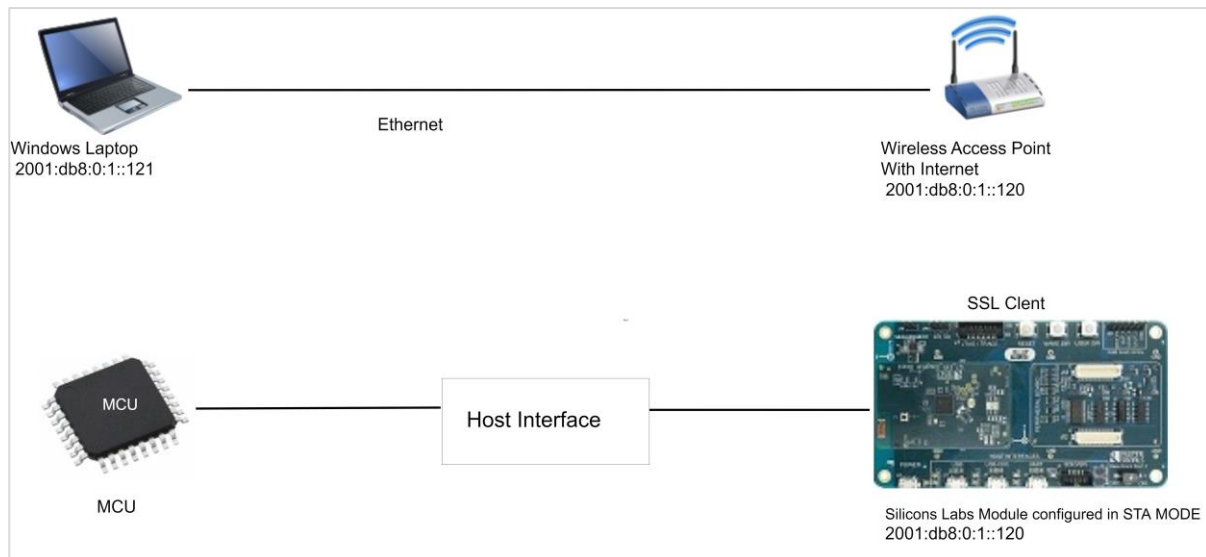 Ethernet
Windows Laptop
2001:db8:0:1::121
Wireless Access Point
With Internet
2001:db8:0:1::120
SSL Clent
MCU
Host Interface
MCU
Silicons Labs Module configured in STA MODE
2001:db8:0:1::120